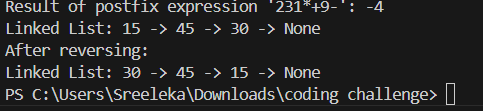 Result of postfix expression '231*+9-': -4
Linked List: 15 -> 45 -> 30 -> None
After reversing:
Linked List: 30 -> 45 -> 15 -> None
PS C:\Users\Sreeleka\Downloads\coding challenge>